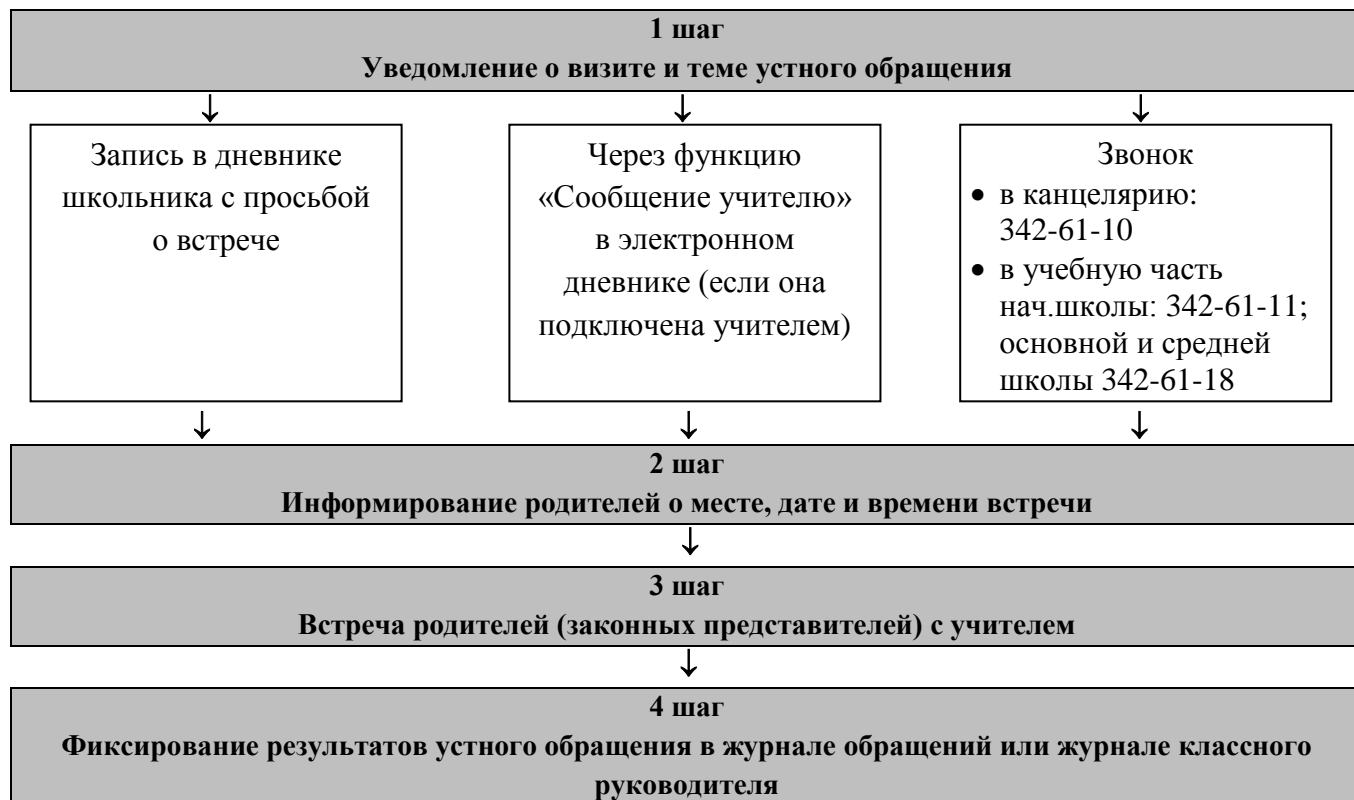 1 шаг
Уведомление о визите и теме устного обращения
Запись в дневнике
школьника с просьбой
о встрече
Через функцию
«Сообщение учителю»
в электронном
дневнике (если она
подключена учителем)
Звонок
• в канцелярию:
342-61-10
• в учебную часть
нач.школы: 342-61-11;
основной и средней
школы 342-61-18
2 шаг
Информирование родителей о месте, дате и времени встречи
3 шаг
Встреча родителей (законных представителей) с учителем
4 шаг
Фиксирование результатов устного обращения в журнале обращений или журнале классного
руководителя